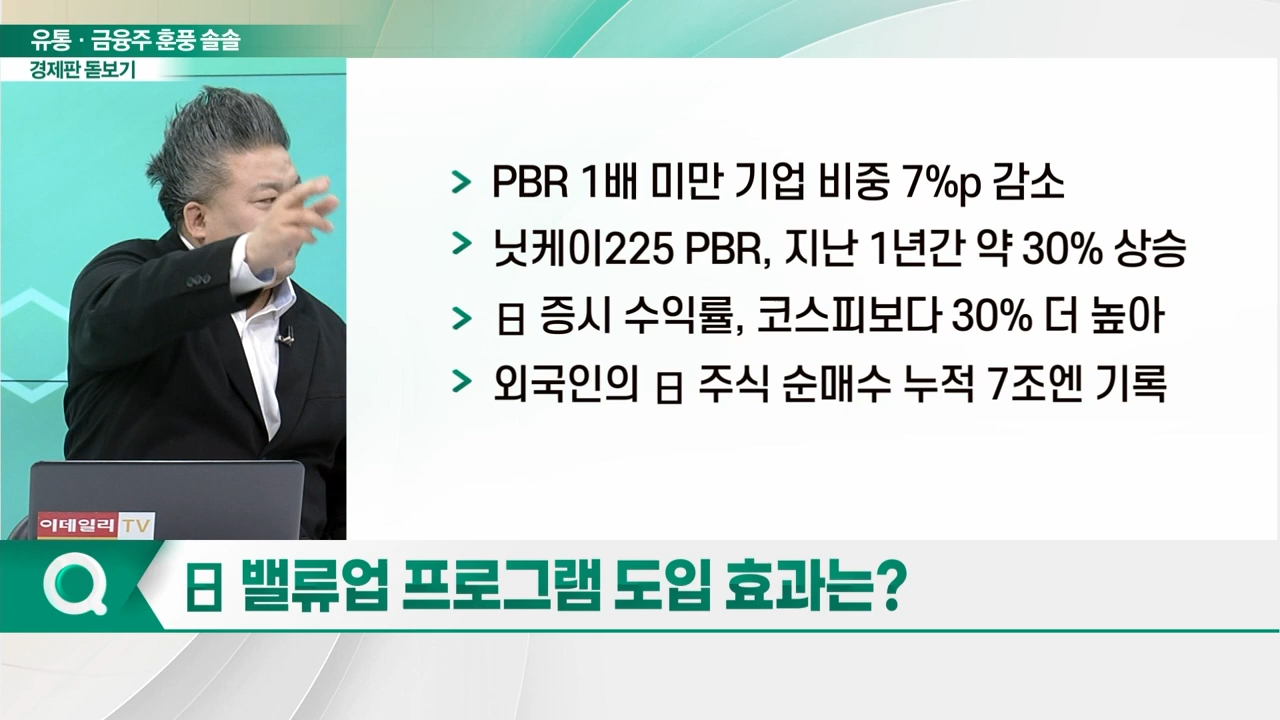 유통·금융주 훈풍 솔솔
경제판 돋보기
PBR 1배 미만 기업 비중 7%p 감소
닛케이225 PBR, 지난 1년간 약 30% 상승
日 증시 수익률, 코스피보다 30% 더 높아
외국인의 日 주식 순매수 누적 7조엔 기록
이데일리 TV
Q 日 밸류업 프로그램 도입 효과는?